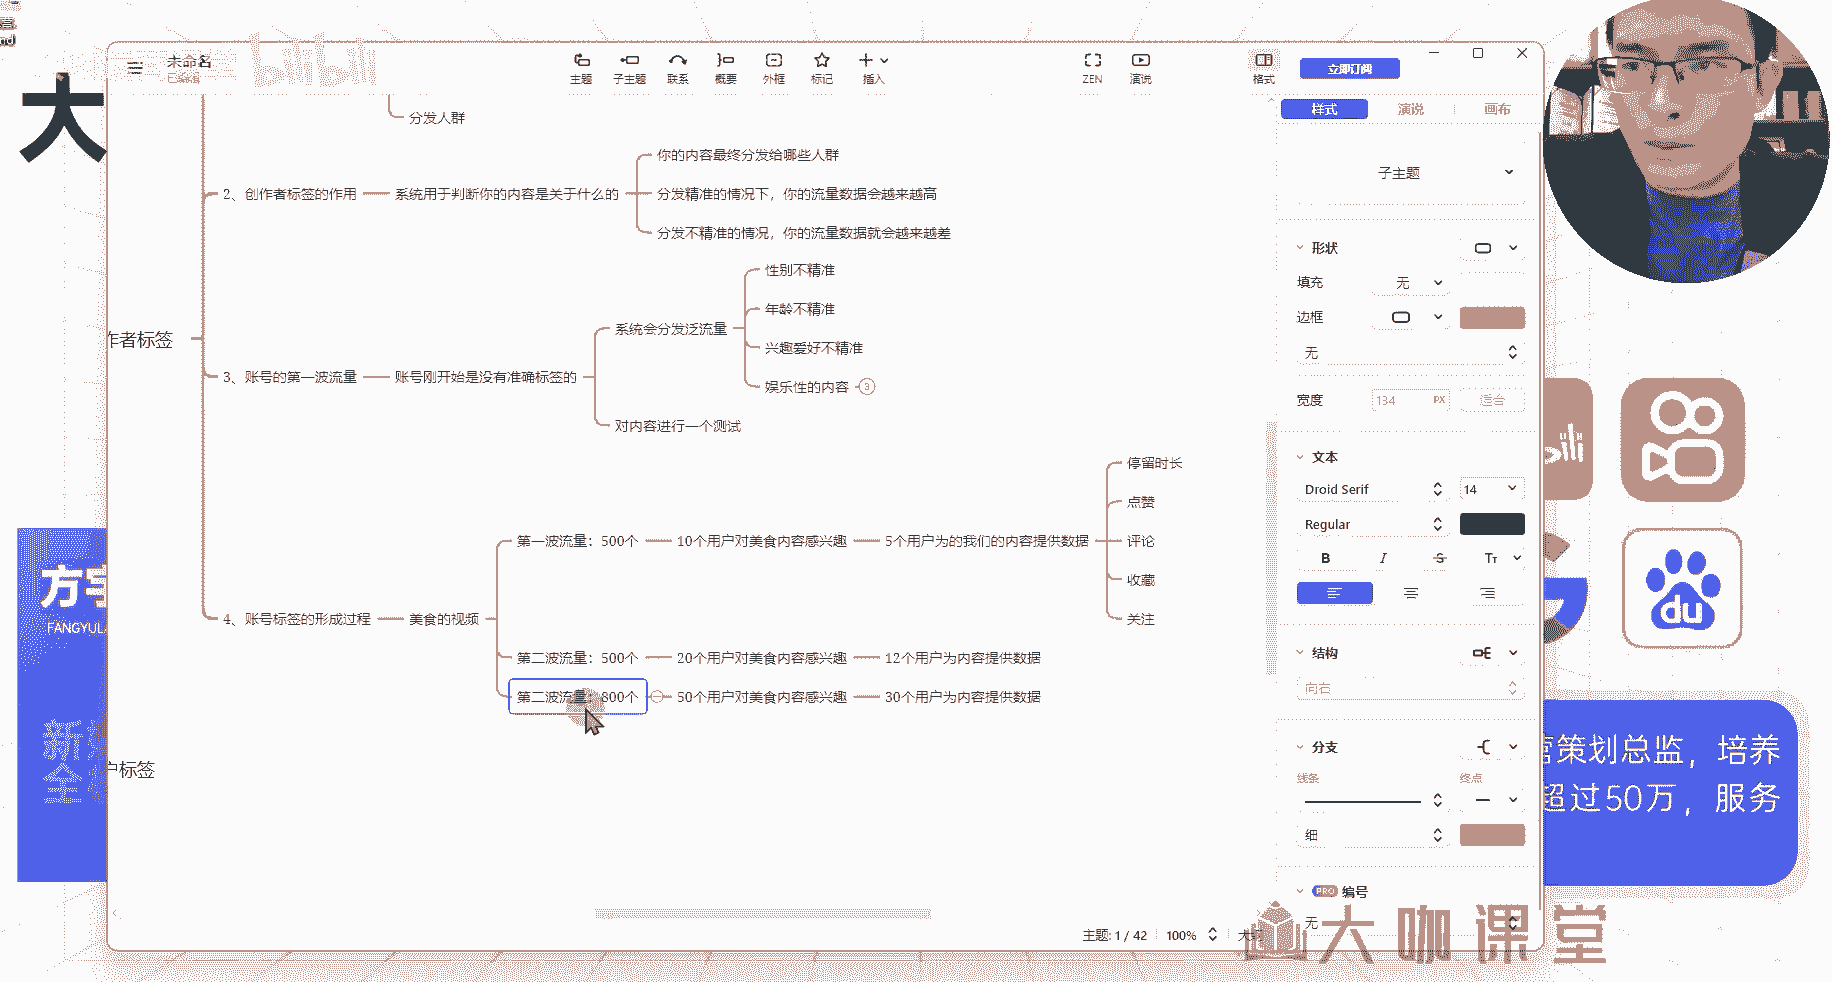 未命名
已编辑
bilibili
主题
子主题
联系
概要
外框
标记
插入
ZEN
演说
格式
立即订阅
大
样式
演说
画布
分发人群
2、创作者标签的作用
系统用于判断你的内容是关于什么的
你的内容最终分发给哪些人群
分发精准的情况下，你的流量数据会越来越高
分发不精准的情况，你的流量数据就会越来越差
作者标签
3、账号的第一波流量
账号刚开始是没有准确标签的
系统会分发泛流量
性别不精准
年龄不精准
兴趣爱好不精准
娱乐性的内容
3
对内容进行一个测试
4、账号标签的形成过程
美食的视频
第一波流量：500个
10个用户对美食内容感兴趣
5个用户为的我们的内容提供数据
停留时长
点赞
评论
收藏
关注
第二波流量：500个
20个用户对美食内容感兴趣
12个用户为内容提供数据
第二波流量：800个
50个用户对美食内容感兴趣
30个用户为内容提供数据
户标签
子主题
形状
填充
无
边框
无
宽度
134
PX
适合
文本
Droid Serif
14
Regular
B
I
S
Tт
结构
向右
分支
线条
终点
细
PRO
编号
无
主题: 1 / 42
100%
FANGYUL
新
全
du
营策划总监，培养
超过50万，服务
大咖课堂